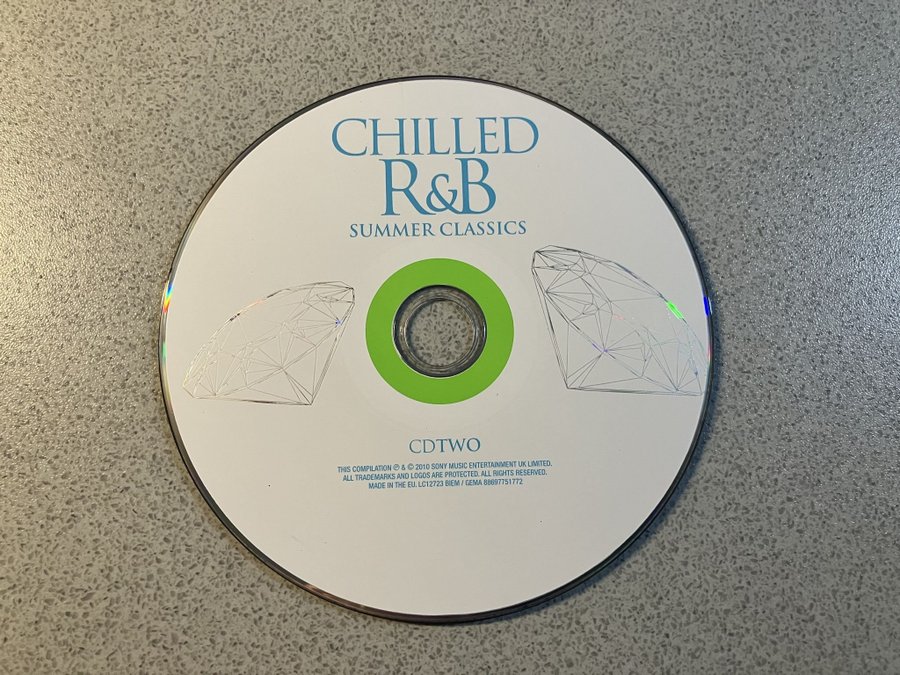 CHILLED
R&B
SUMMER CLASSICS
CDTWO
THIS COMPILATION ℗ & © 2010 SONY MUSIC ENTERTAINMENT UK LIMITED.
ALL TRADEMARKS AND LOGOS ARE PROTECTED. ALL RIGHTS RESERVED.
MADE IN THE EU. LC12723 BIEM / GEMA 88697751772